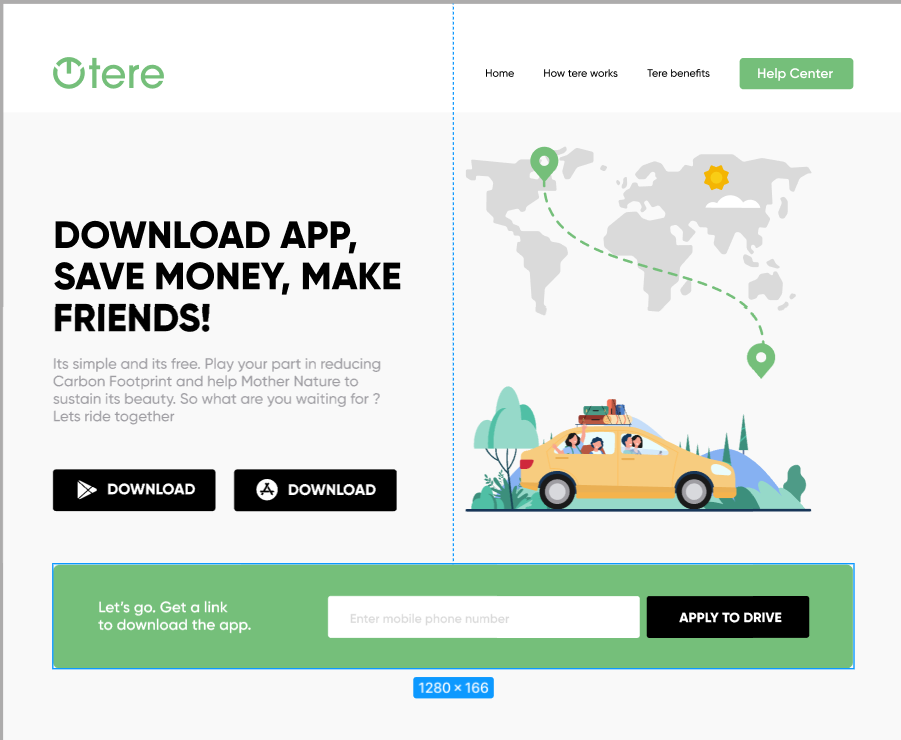 tere
Home
How tere works
Tere benefits
Help Center
DOWNLOAD APP,
SAVE MONEY, MAKE
FRIENDS!
Its simple and its free. Play your part in reducing
Carbon Footprint and help Mother Nature to
sustain its beauty. So what are you waiting for ?
Lets ride together
DOWNLOAD
DOWNLOAD
Let's go. Get a link
to download the app.
Enter mobile phone number
APPLY TO DRIVE
1280 × 166